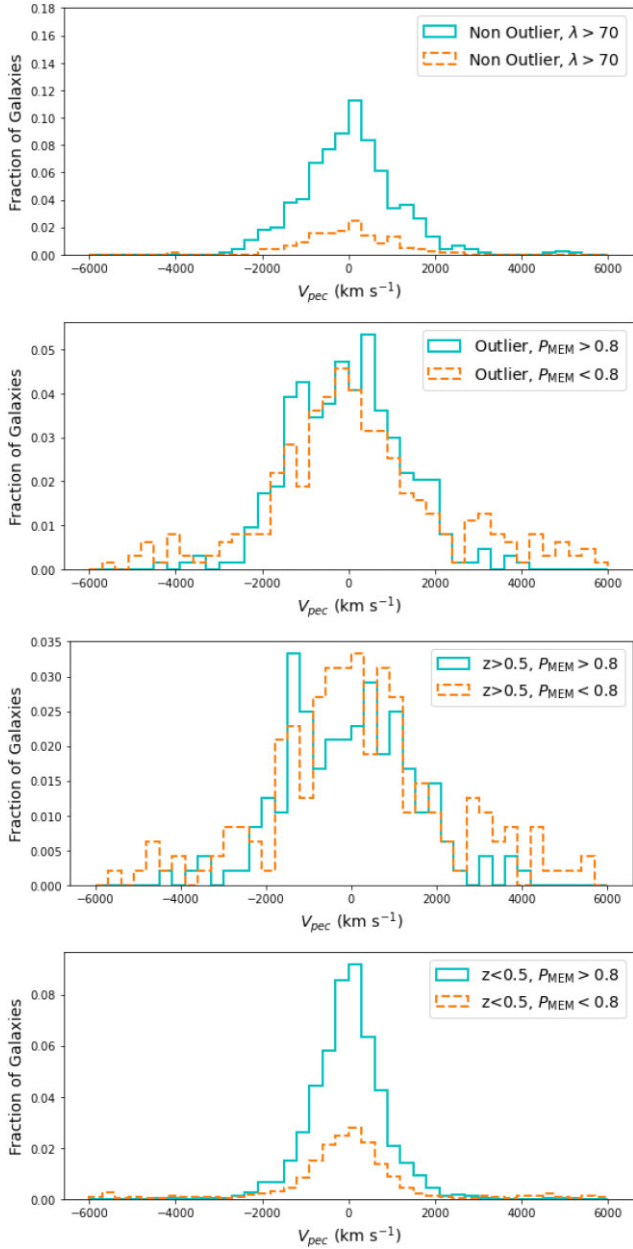 0.18
0.16
0.14
0.12
0.10
0.08
0.06
0.04
0.02
0.00
Fraction of Galaxies
Non Outlier, λ > 70
Non Outlier, λ > 70
−6000 −4000 −2000 0 2000 4000 6000
V_pec (km s⁻¹)
0.05
0.04
0.03
0.02
0.01
0.00
Fraction of Galaxies
Outlier, P_MEM > 0.8
Outlier, P_MEM < 0.8
−6000 −4000 −2000 0 2000 4000 6000
V_pec (km s⁻¹)
0.035
0.030
0.025
0.020
0.015
0.010
0.005
0.000
Fraction of Galaxies
z>0.5, P_MEM > 0.8
z>0.5, P_MEM < 0.8
−6000 −4000 −2000 0 2000 4000 6000
V_pec (km s⁻¹)
0.08
0.06
0.04
0.02
0.00
Fraction of Galaxies
z<0.5, P_MEM > 0.8
z<0.5, P_MEM < 0.8
−6000 −4000 −2000 0 2000 4000 6000
V_pec (km s⁻¹)